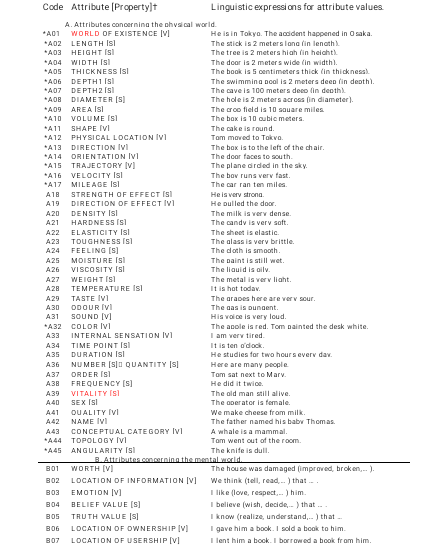 Code Attribute [Property]† Linguistic expressions for attribute values.
A. Attributes concerning the physical world.
*A01 WORLD OF EXISTENCE [V] He is in Tokyo. The accident happened in Osaka.
*A02 LENGTH [S] The stick is 2 meters long (in length).
*A03 HEIGHT [S] The tree is 2 meters high (in height).
*A04 WIDTH [S] The door is 2 meters wide (in width).
*A05 THICKNESS [S] The book is 5 centimeters thick (in thickness).
*A06 DEPTH1 [S] The swimming pool is 2 meters deep (in depth).
*A07 DEPTH2 [S] The cave is 100 meters deep (in depth).
*A08 DIAMETER [S] The hole is 2 meters across (in diameter).
*A09 AREA [S] The crop field is 10 square miles.
*A10 VOLUME [S] The box is 10 cubic meters.
*A11 SHAPE [V] The cake is round.
*A12 PHYSICAL LOCATION [V] Tom moved to Tokyo.
*A13 DIRECTION [V] The box is to the left of the chair.
*A14 ORIENTATION [V] The door faces to south.
*A15 TRAJECTORY [V] The plane circled in the sky.
*A16 VELOCITY [S] The boy runs very fast.
*A17 MILEAGE [S] The car ran ten miles.
A18 STRENGTH OF EFFECT [S] He is very strong.
A19 DIRECTION OF EFFECT [V] He pulled the door.
A20 DENSITY [S] The milk is very dense.
A21 HARDNESS [S] The candy is very soft.
A22 ELASTICITY [S] The sheet is elastic.
A23 TOUGHNESS [S] The glass is very brittle.
A24 FEELING [S] The cloth is smooth.
A25 MOISTURE [S] The paint is still wet.
A26 VISCOSITY [S] The liquid is oily.
A27 WEIGHT [S] The metal is very light.
A28 TEMPERATURE [S] It is hot today.
A29 TASTE [V] The grapes here are very sour.
A30 ODOUR [V] The gas is pungent.
A31 SOUND [V] His voice is very loud.
*A32 COLOR [V] The apple is red. Tom painted the desk white.
A33 INTERNAL SENSATION [V] I am very tired.
A34 TIME POINT [S] It is ten o'clock.
A35 DURATION [S] He studies for two hours every day.
A36 NUMBER [S]▯ QUANTITY [S] Here are many people.
A37 ORDER [S] Tom sat next to Mary.
A38 FREQUENCY [S] He did it twice.
A39 VITALITY [S] The old man still alive.
A40 SEX [S] The operator is female.
A41 QUALITY [V] We make cheese from milk.
A42 NAME [V] The father named his baby Thomas.
A43 CONCEPTUAL CATEGORY [V] A whale is a mammal.
*A44 TOPOLOGY [V] Tom went out of the room.
*A45 ANGULARITY [S] The knife is dull.
B. Attributes concerning the mental world.
B01 WORTH [V] The house was damaged (improved, broken,... ).
B02 LOCATION OF INFORMATION [V] We think (tell, read,... ) that ... .
B03 EMOTION [V] I like (love, respect,... ) him.
B04 BELIEF VALUE [S] I believe (wish, decide,... ) that ... .
B05 TRUTH VALUE [S] I know (realize, understand,... ) that ...
B06 LOCATION OF OWNERSHIP [V] I gave him a book. I sold a book to him.
B07 LOCATION OF USERSHIP [V] I lent him a book. I borrowed a book from him.